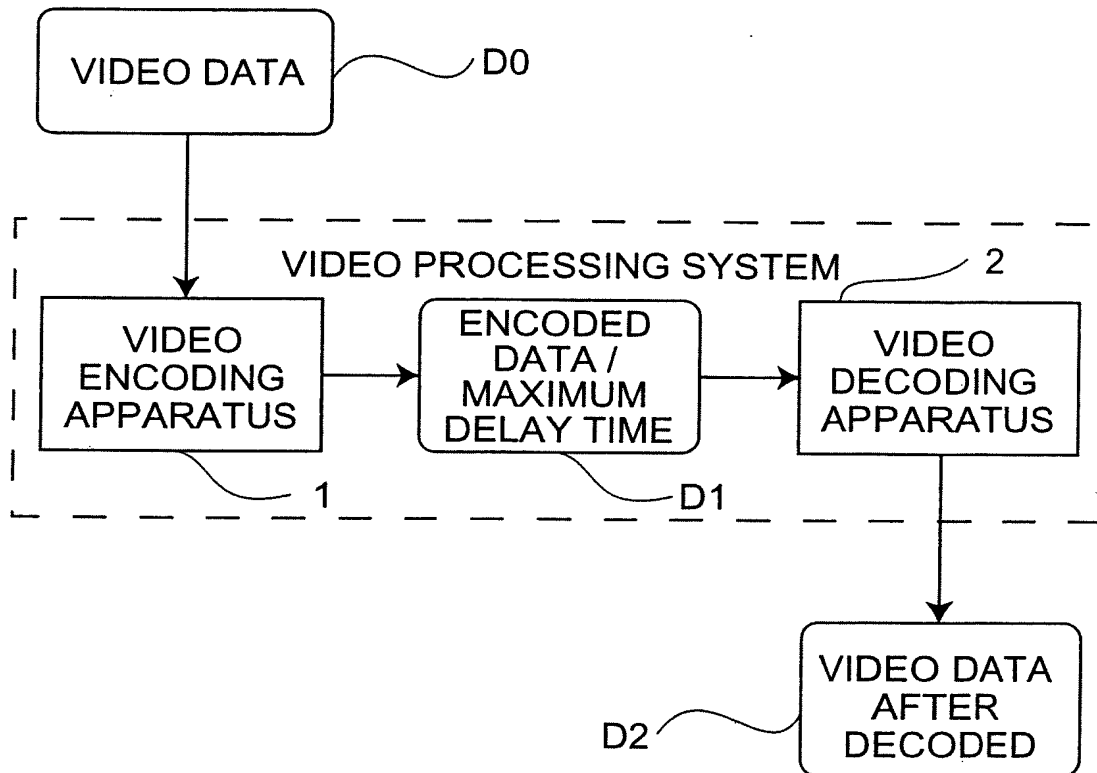 VIDEO DATA
D0
VIDEO PROCESSING SYSTEM
2
VIDEO
ENCODING
APPARATUS
ENCODED
DATA /
MAXIMUM
DELAY TIME
VIDEO
DECODING
APPARATUS
1
D1
VIDEO DATA
AFTER
DECODED
D2